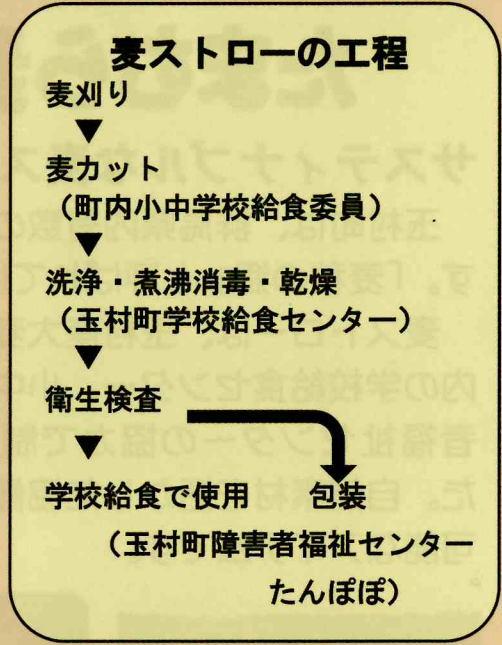 麦ストローの工程
麦刈り
▼
麦カット
（町内小中学校給食委員）
▼
洗浄・煮沸消毒・乾燥
（玉村町学校給食センター）
▼
衛生検査
▼
学校給食で使用　包装
（玉村町障害者福祉センター
たんぽぽ）